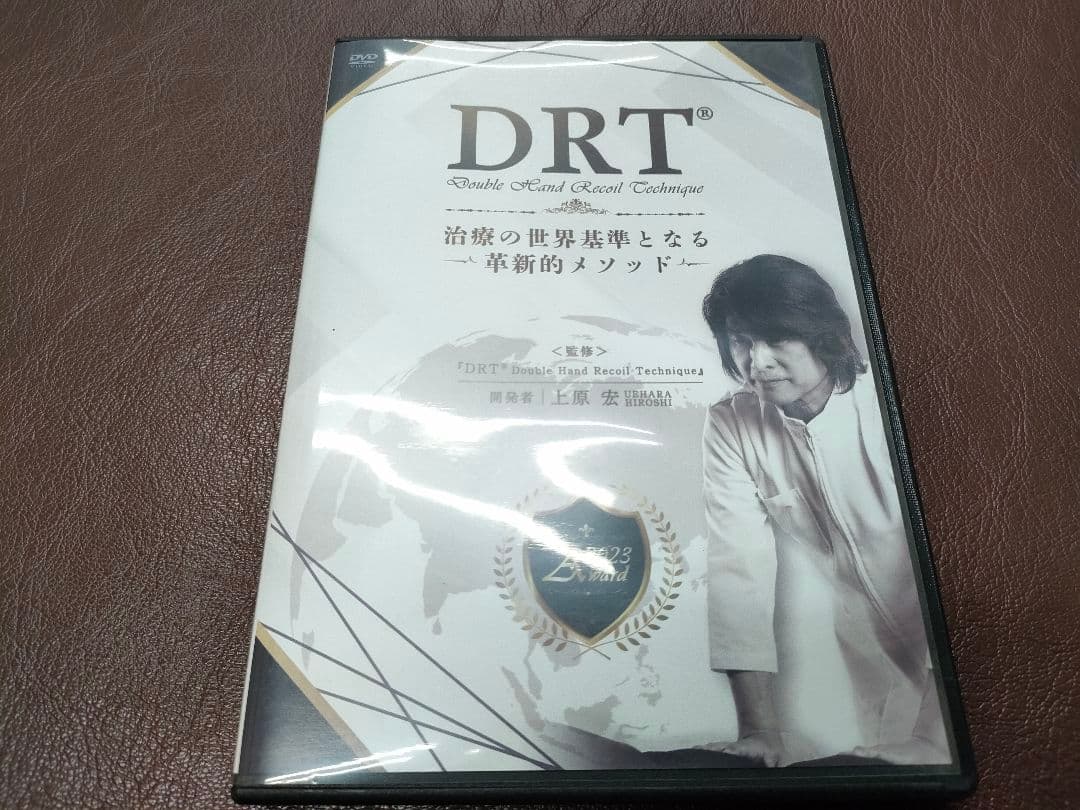 DVD
VIDEO
DRT®
Double Hand Recoil Technique
治療の世界基準となる
革新的メソッド
＜監修＞
『DRT® Double Hand Recoil Technique』
開発者｜上原 宏 UEHARA HIROSHI
2023
Award